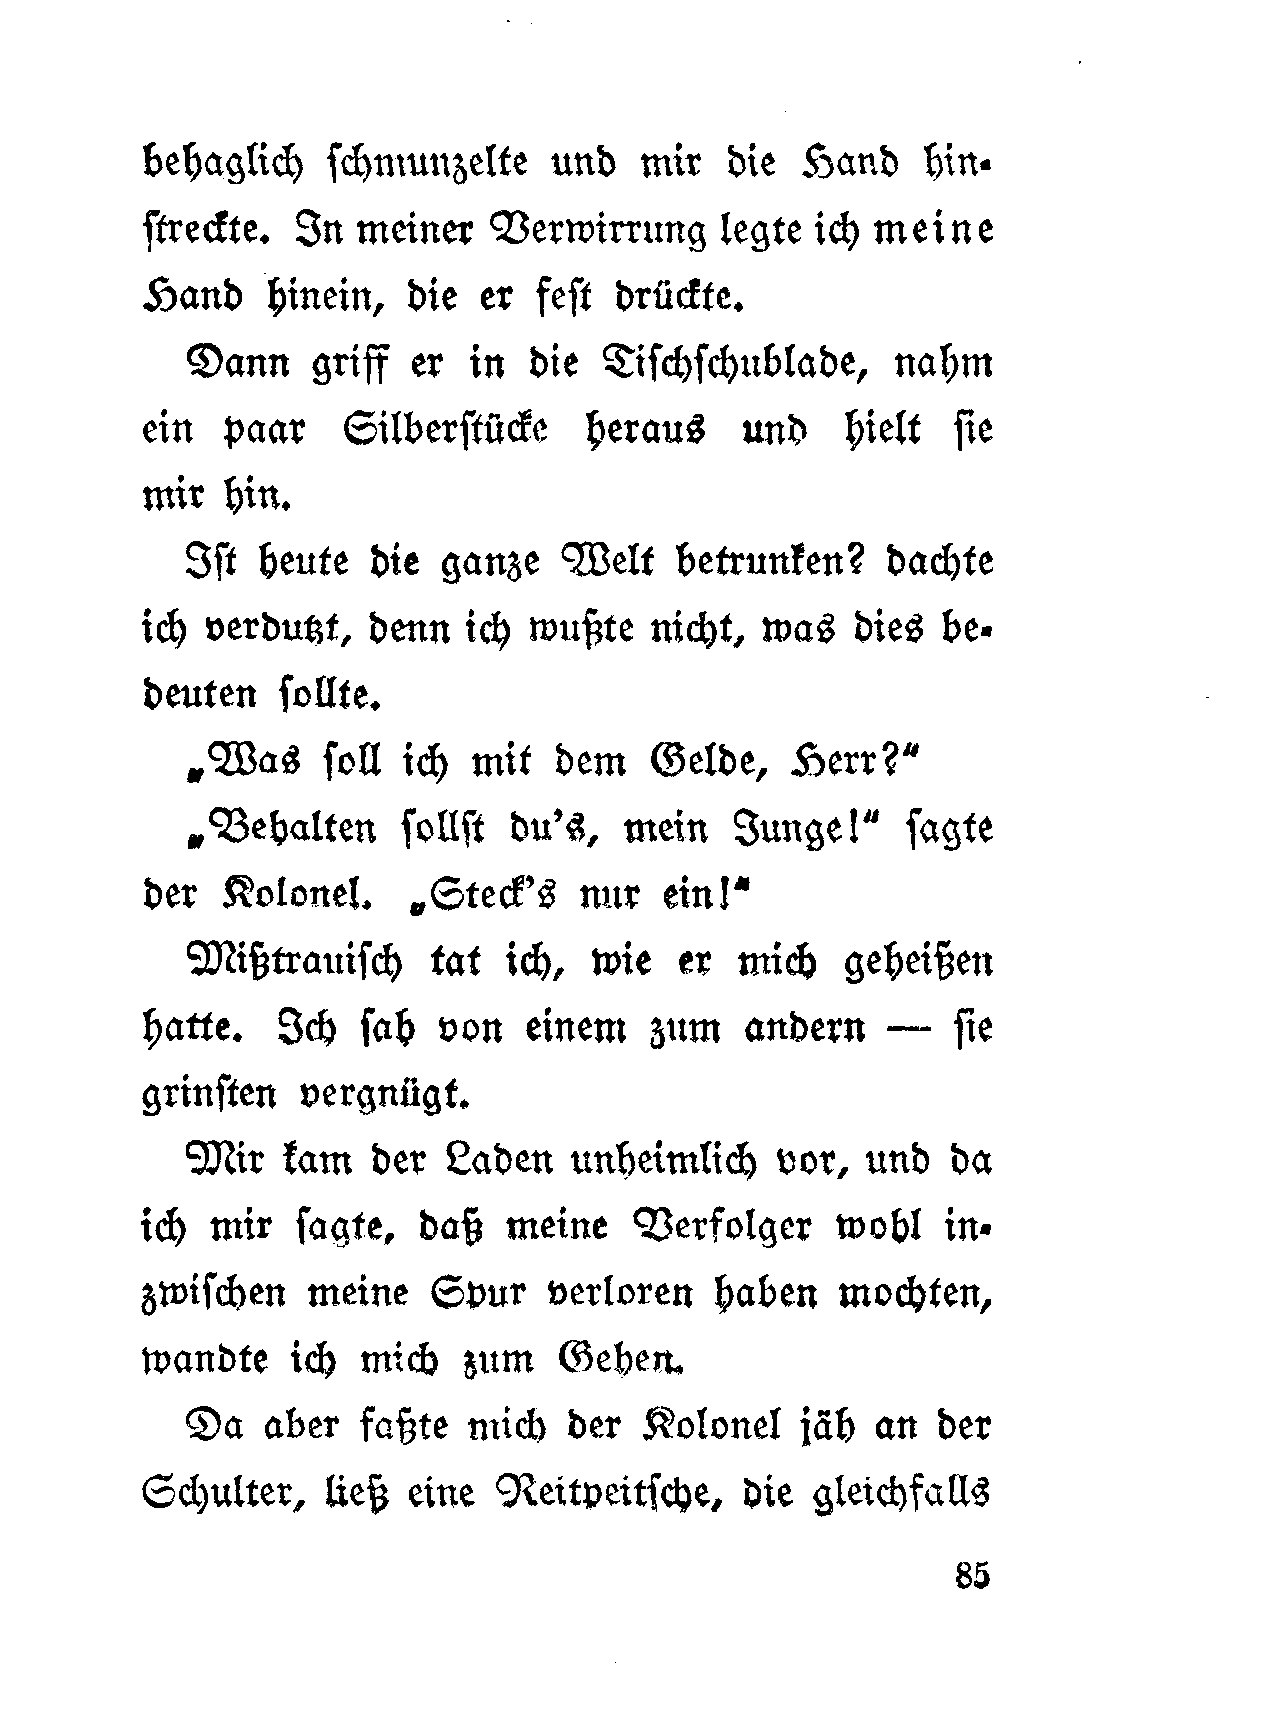 behaglich schmunzelte und mir die Hand hin-
streckte. In meiner Verwirrung legte ich meine
Hand hinein, die er fest drückte.
Dann griff er in die Tischschublade, nahm
ein paar Silberstücke heraus und hielt sie
mir hin.
Ist heute die ganze Welt betrunken? dachte
ich verdutzt, denn ich wußte nicht, was dies be-
deuten sollte.
„Was soll ich mit dem Gelde, Herr?“
„Behalten sollst du's, mein Junge!“ sagte
der Kolonel. „Steck's nur ein!“
Mißtrauisch tat ich, wie er mich geheißen
hatte. Ich sah von einem zum andern — sie
grinsten vergnügt.
Mir kam der Laden unheimlich vor, und da
ich mir sagte, daß meine Verfolger wohl in-
zwischen meine Spur verloren haben mochten,
wandte ich mich zum Gehen.
Da aber faßte mich der Kolonel jäh an der
Schulter, ließ eine Reitpeitsche, die gleichfalls
85